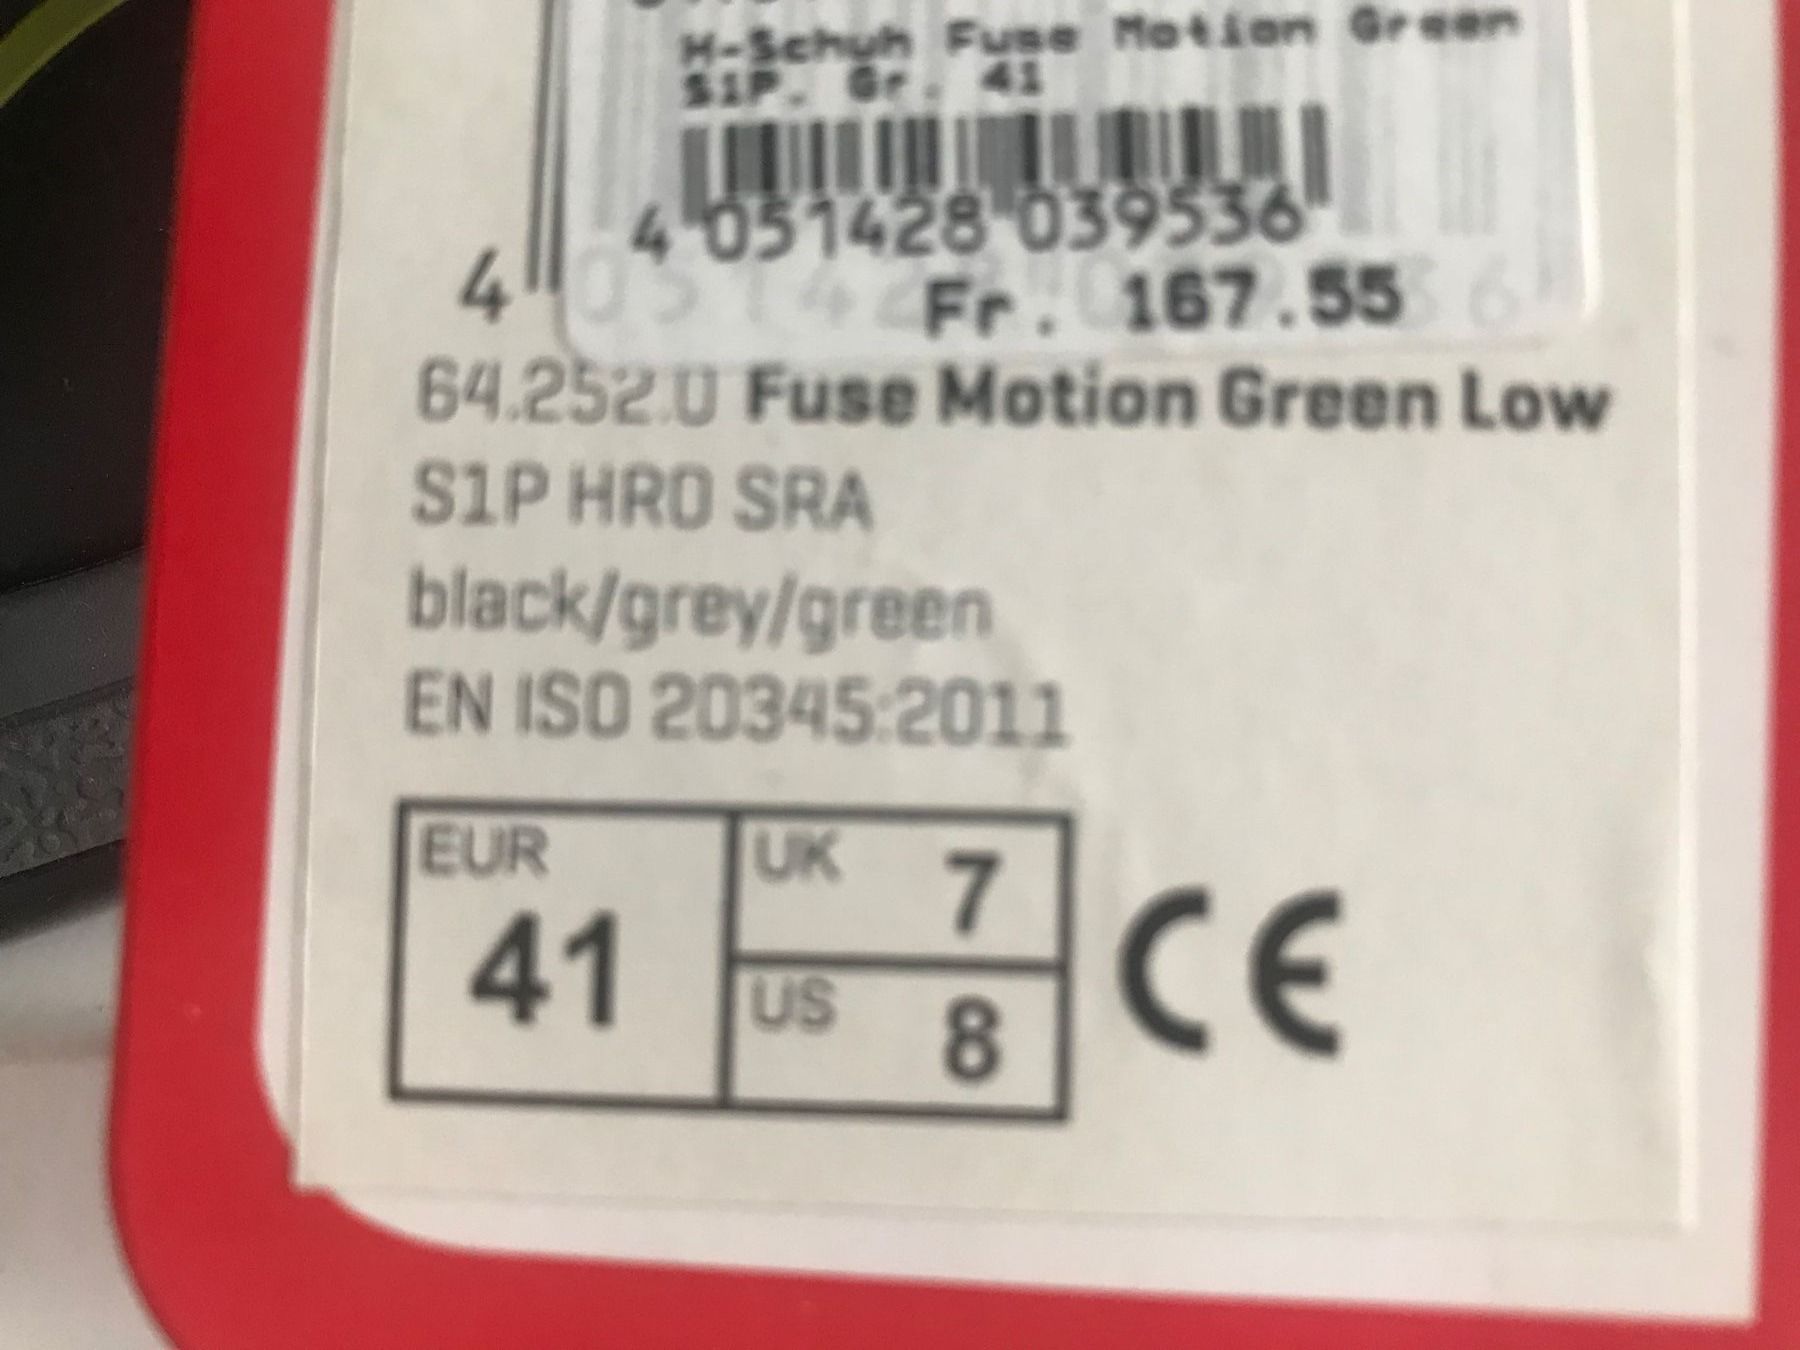 H-Schuh Fuse Motion Green
S1P. Gr. 41
4 051428 039536
Fr. 167.55
4
64.252.0 Fuse Motion Green Low
S1P HRO SRA
black/grey/green
EN ISO 20345:2011
EUR
41
UK 7
US 8
CE